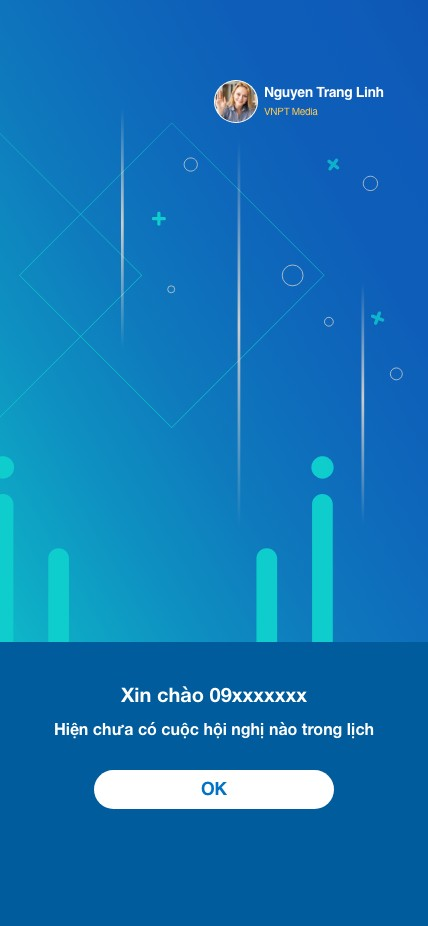 Nguyen Trang Linh
VNPT Media
Xin chào 09xxxxxxx
Hiện chưa có cuộc hội nghị nào trong lịch
OK